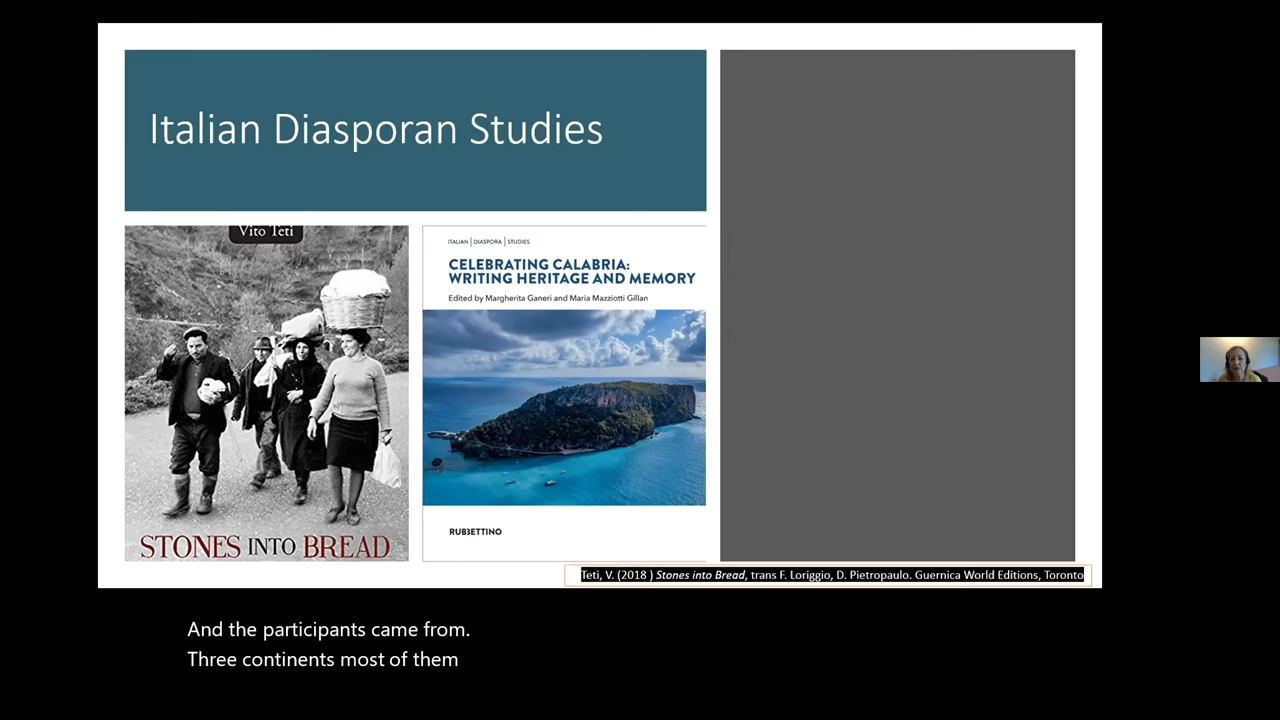 Italian Diasporan Studies
Vito Teti
STONES INTO BREAD
ITALIAN | DIASPORA | STUDIES
CELEBRATING CALABRIA:
WRITING HERITAGE AND MEMORY
Edited by Margherita Ganeri and Maria Mazziotti Gillan
RUBBETTINO
Teti, V. (2018 ) Stones into Bread, trans F. Loriggio, D. Pietropaulo. Guernica World Editions, Toronto
And the participants came from.
Three continents most of them